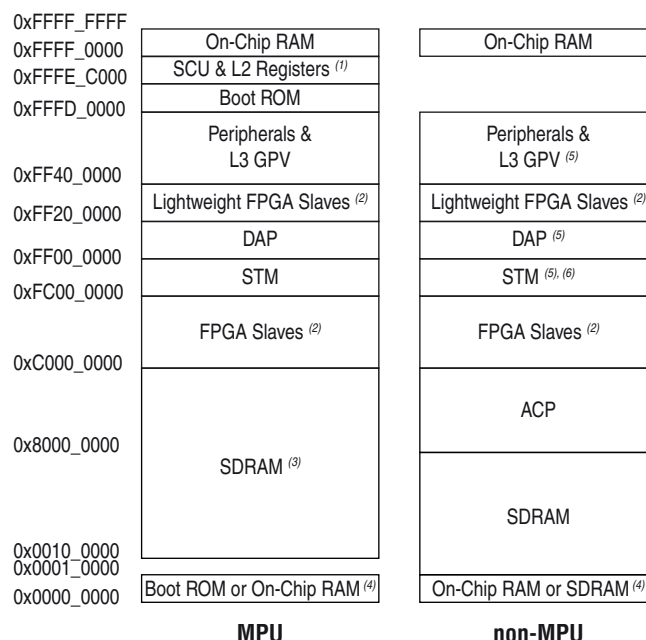 0xFFFF_FFFF
On-Chip RAM On-Chip RAM
0xFFFF_0000
SCU & L2 Registers (1)
0xFFFE_C000
Boot ROM
0xFFFD_0000
Peripherals & Peripherals &
L3 GPV L3 GPV (5)
0xFF40_0000
Lightweight FPGA Slaves (2) Lightweight FPGA Slaves (2)
0xFF20_0000
DAP DAP (5)
0xFF00_0000
STM STM (5), (6)
0xFC00_0000
FPGA Slaves (2) FPGA Slaves (2)
0xC000_0000
ACP
0x8000_0000
SDRAM (3)
SDRAM
0x0010_0000
0x0001_0000
Boot ROM or On-Chip RAM (4) On-Chip RAM or SDRAM (4)
0x0000_0000
MPU non-MPU